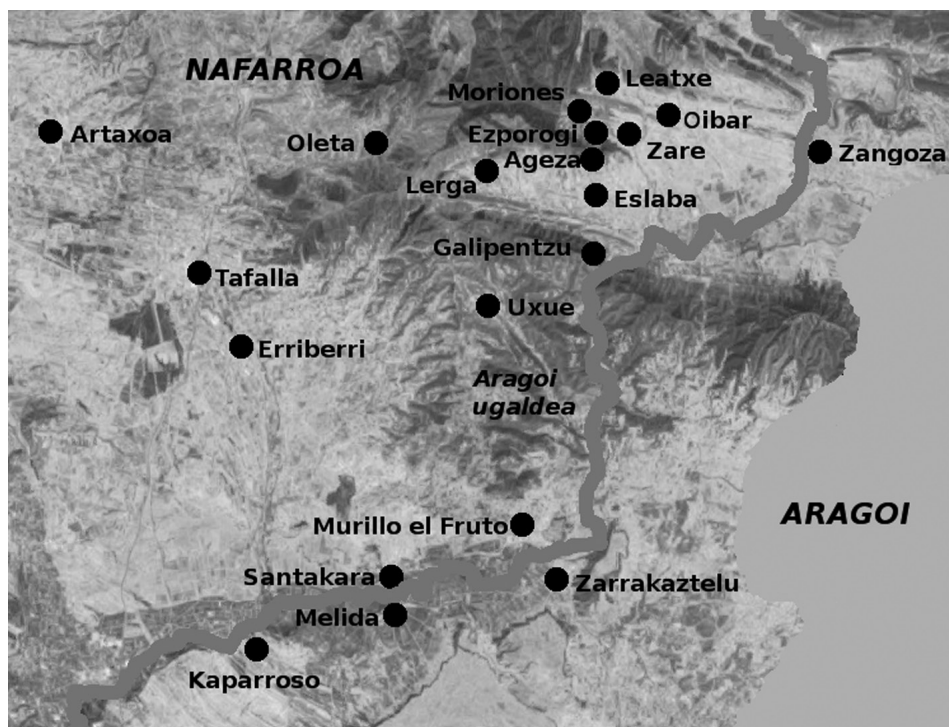 NAFARROA
Leatxe
Moriones
Oibar
Artaxoa
Oleta
Ezporogi
Zare
Zangoza
Ageza
Lerga
Eslaba
Galipentzu
Tafalla
Uxue
Erriberri
Aragoi
ugaldea
ARAGOI
Murillo el Fruto
Santakara
Zarrakaztelu
Melida
Kaparroso